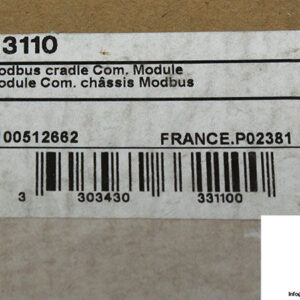 3110
odbus cradle Com. Module
odule Com. châssis Modbus
00512662 FRANCE.P02381
3 303430 331100